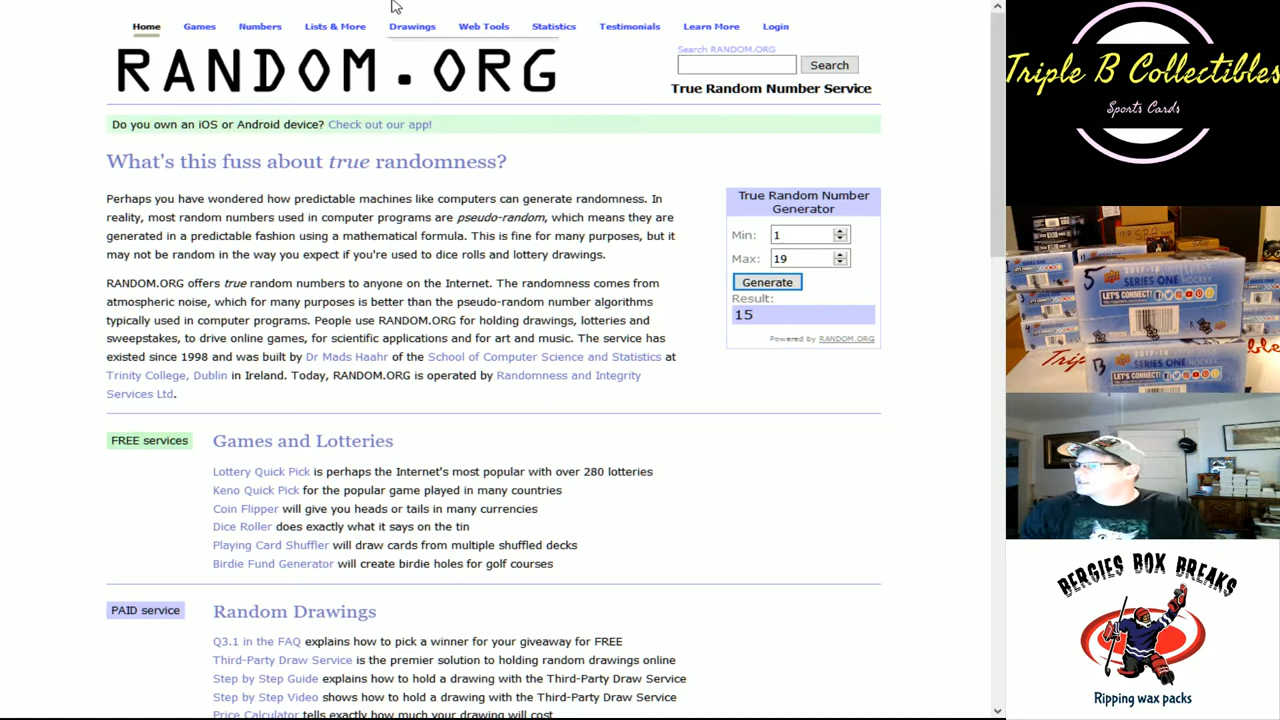 Home Games Numbers Lists & More Drawings Web Tools Statistics Testimonials Learn More Login
RANDOM.ORG
Search RANDOM.ORG
Search
True Random Number Service
Do you own an iOS or Android device? Check out our app!
What's this fuss about true randomness?
Perhaps you have wondered how predictable machines like computers can generate randomness. In
reality, most random numbers used in computer programs are pseudo-random, which means they are
generated in a predictable fashion using a mathematical formula. This is fine for many purposes, but it
may not be random in the way you expect if you're used to dice rolls and lottery drawings.
RANDOM.ORG offers true random numbers to anyone on the Internet. The randomness comes from
atmospheric noise, which for many purposes is better than the pseudo-random number algorithms
typically used in computer programs. People use RANDOM.ORG for holding drawings, lotteries and
sweepstakes, to drive online games, for scientific applications and for art and music. The service has
existed since 1998 and was built by Dr Mads Haahr of the School of Computer Science and Statistics at
Trinity College, Dublin in Ireland. Today, RANDOM.ORG is operated by Randomness and Integrity
Services Ltd.
True Random Number
Generator
Min: 1
Max: 19
Generate
Result:
15
Powered by RANDOM.ORG
FREE services
Games and Lotteries
Lottery Quick Pick is perhaps the Internet's most popular with over 280 lotteries
Keno Quick Pick for the popular game played in many countries
Coin Flipper will give you heads or tails in many currencies
Dice Roller does exactly what it says on the tin
Playing Card Shuffler will draw cards from multiple shuffled decks
Birdie Fund Generator will create birdie holes for golf courses
PAID service
Random Drawings
Q3.1 in the FAQ explains how to pick a winner for your giveaway for FREE
Third-Party Draw Service is the premier solution to holding random drawings online
Step by Step Guide explains how to hold a drawing with the Third-Party Draw Service
Step by Step Video shows how to hold a drawing with the Third-Party Draw Service
Price Calculator tells exactly how much your drawing will cost
Triple B Collectibles
Sports Cards
5
2017-18
SERIES ONE HOCKEY
LET'S CONNECT!
13
2017-18
SERIES ONE HOCKEY
LET'S CONNECT!
BERGIES BOX BREAKS
Ripping wax packs